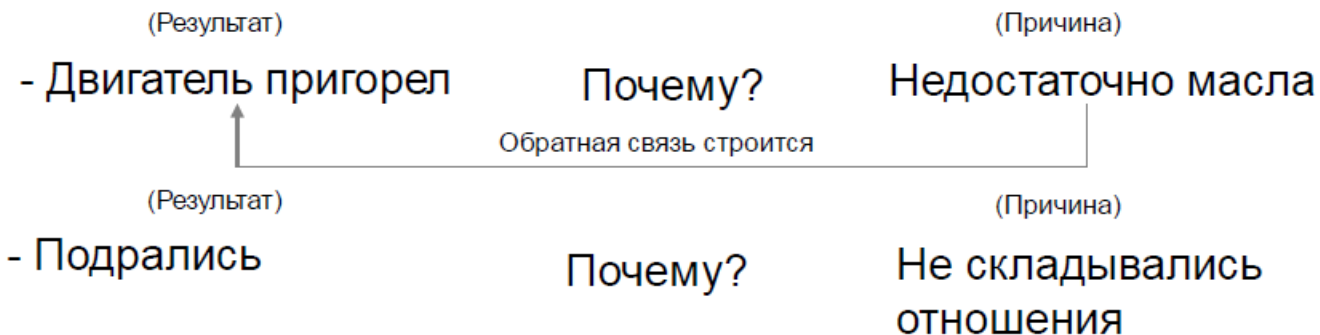 (Результат) (Причина)
- Двигатель пригорел Почему? Недостаточно масла
Обратная связь строится
(Результат) (Причина)
- Подрались Почему? Не складывались
отношения